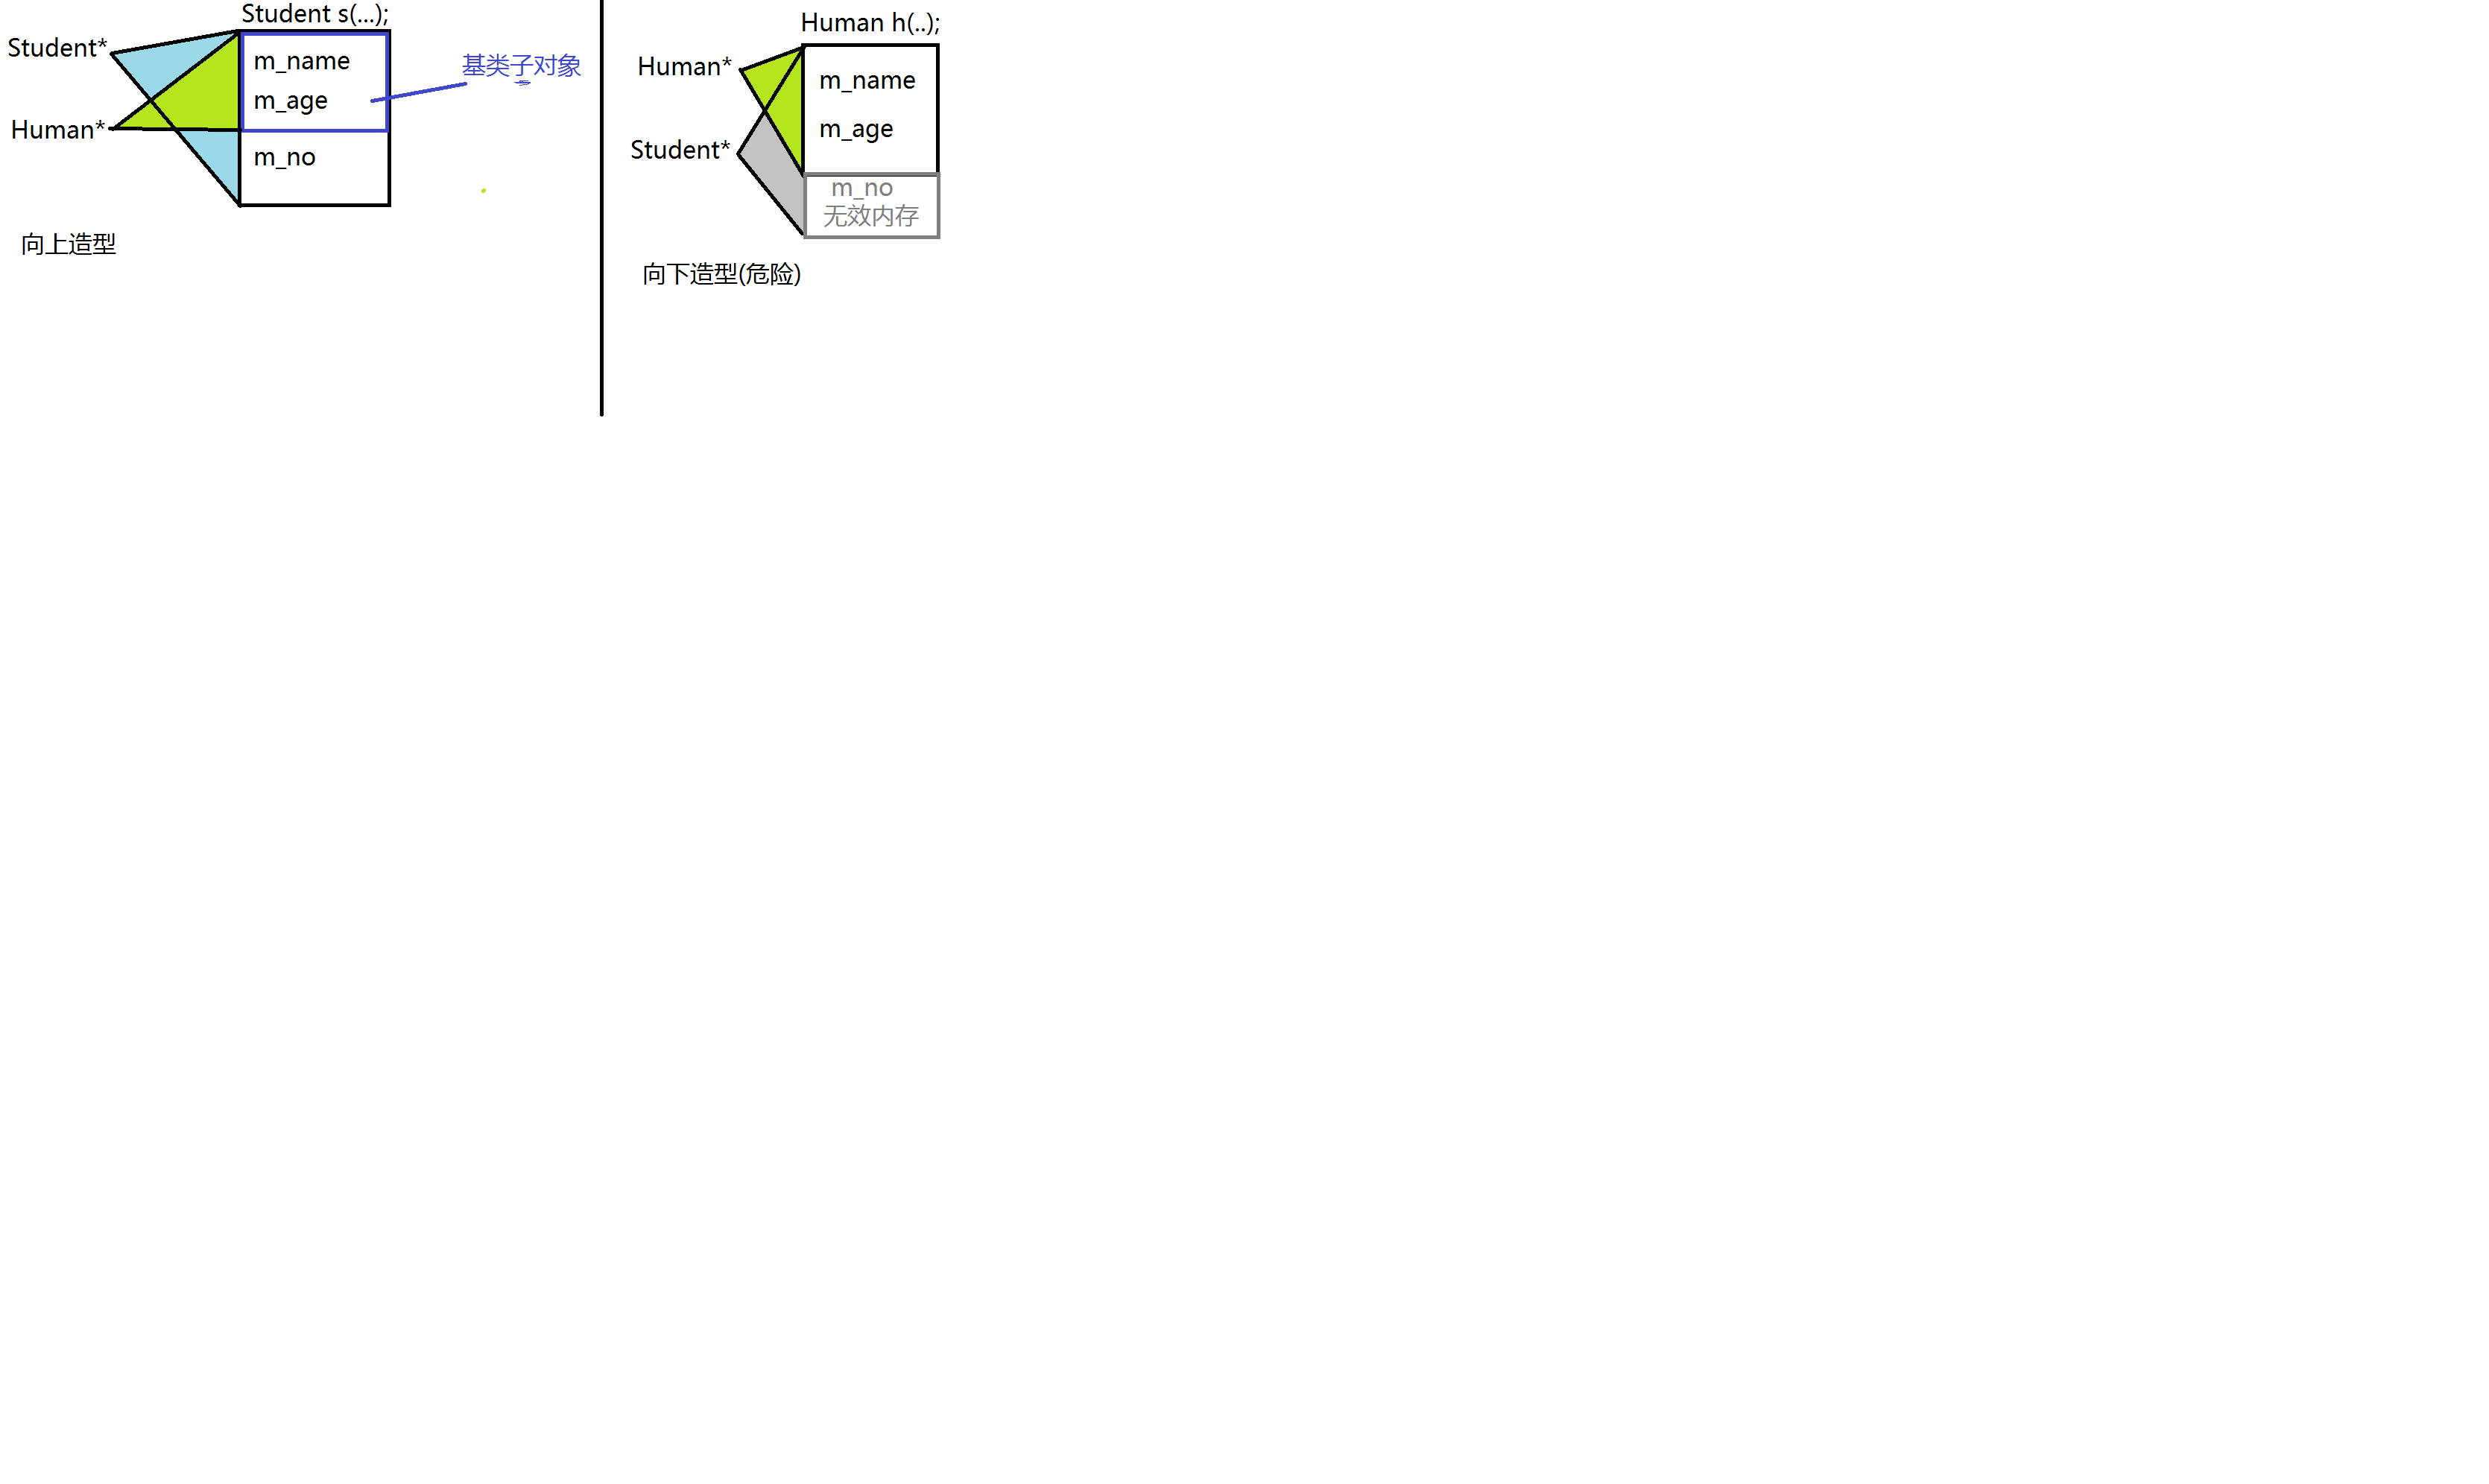 Student s(...);
Student*
m_name
基类子对象
m_age
Human*
m_no
向上造型
Human h(..);
Human*
m_name
m_age
Student*
m_no
无效内存
向下造型(危险)